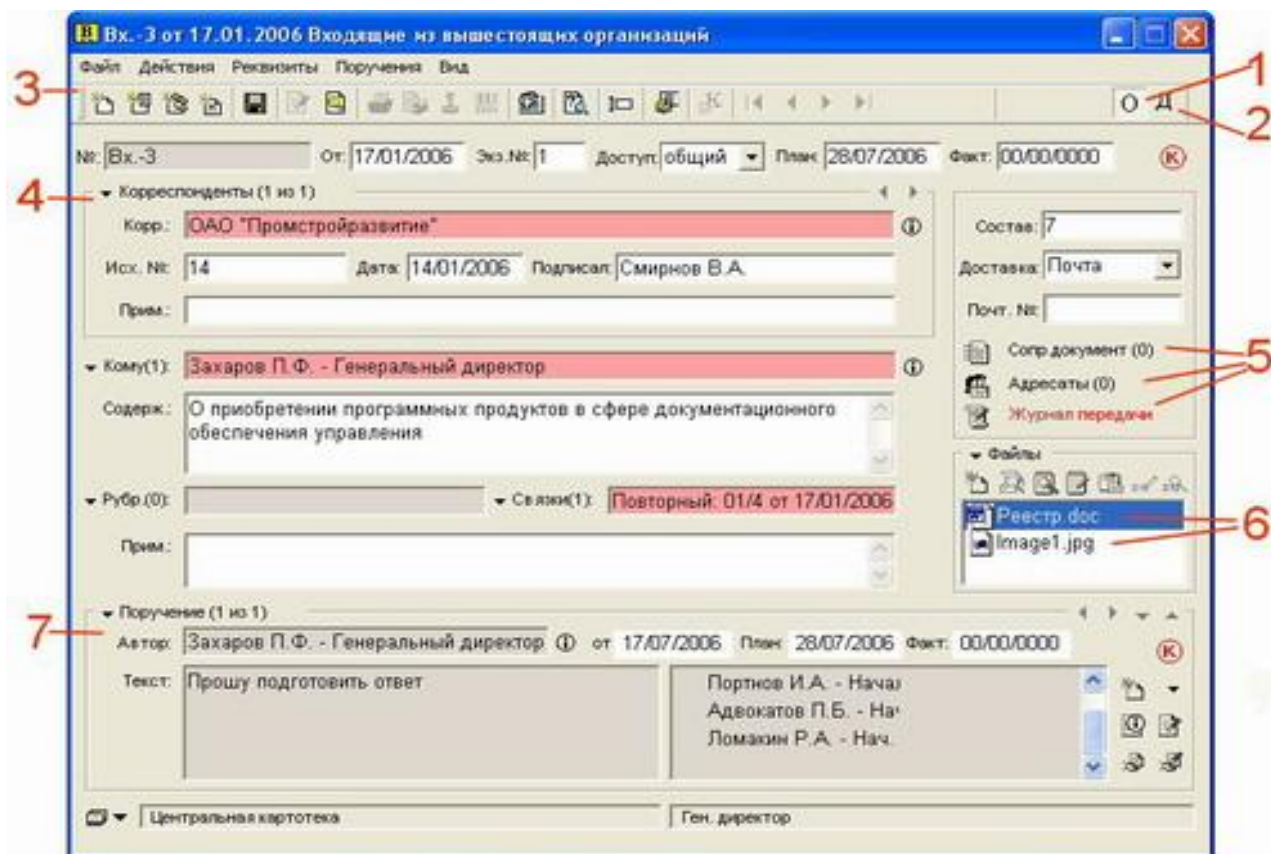 Вх.-3 от 17.01.2006 Входящие из вышестоящих организаций
Файл Действия Реквизиты Поручения Вид
3
1
О Д
2
№: Вх.-3 От: 17/01/2006 Экз.№: 1 Доступ: общий План: 28/07/2006 Факт: 00/00/0000 К
4
Корреспонденты (1 из 1)
Корр.: ОАО "Промстройразвитие"
Состав: 7
Исх. №: 14 Дата: 14/01/2006 Подписал: Смирнов В.А.
Доставка: Почта
Прим.:
Почт. №:
Сопр.документ (0)
5
Кому(1): Захаров П.Ф. - Генеральный директор
Адресаты (0)
Журнал передачи
Содерж.: О приобретении программных продуктов в сфере документационного
обеспечения управления
Файлы
Рубр.(0): Связки(1): Повторный: 01/4 от 17/01/2006
Реестр.doc
Image1.jpg
6
Прим.:
Поручение (1 из 1)
7
Автор: Захаров П.Ф. - Генеральный директор от 17/07/2006 План: 28/07/2006 Факт: 00/00/0000 К
Текст: Прошу подготовить ответ
Портнов И.А. - Начал
Адвокатов П.Б. - На
Ломакин Р.А. - Нач.
Центральная картотека Ген. директор